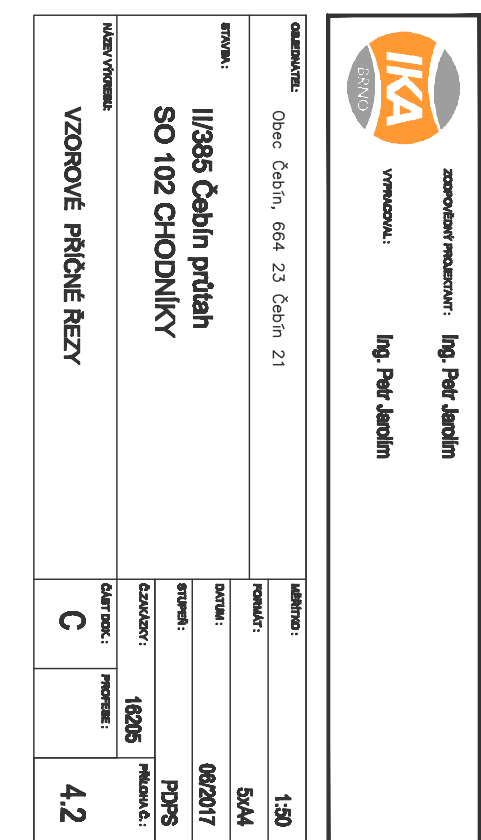 IKA
BRNO
ZODPOVĚDNÝ PROJEKTANT : Ing. Petr Jarolím
VYPRACOVAL : Ing. Petr Jarolím
OBJEDNATEL: Obec Čebín, 664 23 Čebín 21
STAVBA :
II/385 Čebín průtah
SO 102 CHODNÍKY
NÁZEV VÝKRESU:
VZOROVÉ PŘÍČNÉ ŘEZY
MĚŘÍTKO : 1:50
FORMÁT : 5xA4
DATUM : 06/2017
STUPEŇ : PDPS
Č.ZAKÁZKY : 16205
ČÁST DOK. : C
PROFESE :
PŘÍLOHA Č. : 4.2